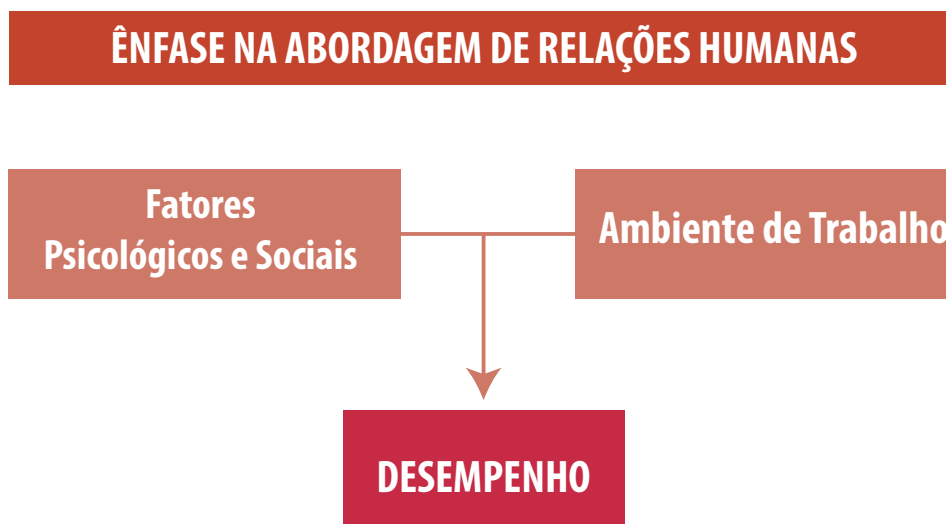 ÊNFASE NA ABORDAGEM DE RELAÇÕES HUMANAS
Fatores
Psicológicos e Sociais
Ambiente de Trabalho
DESEMPENHO